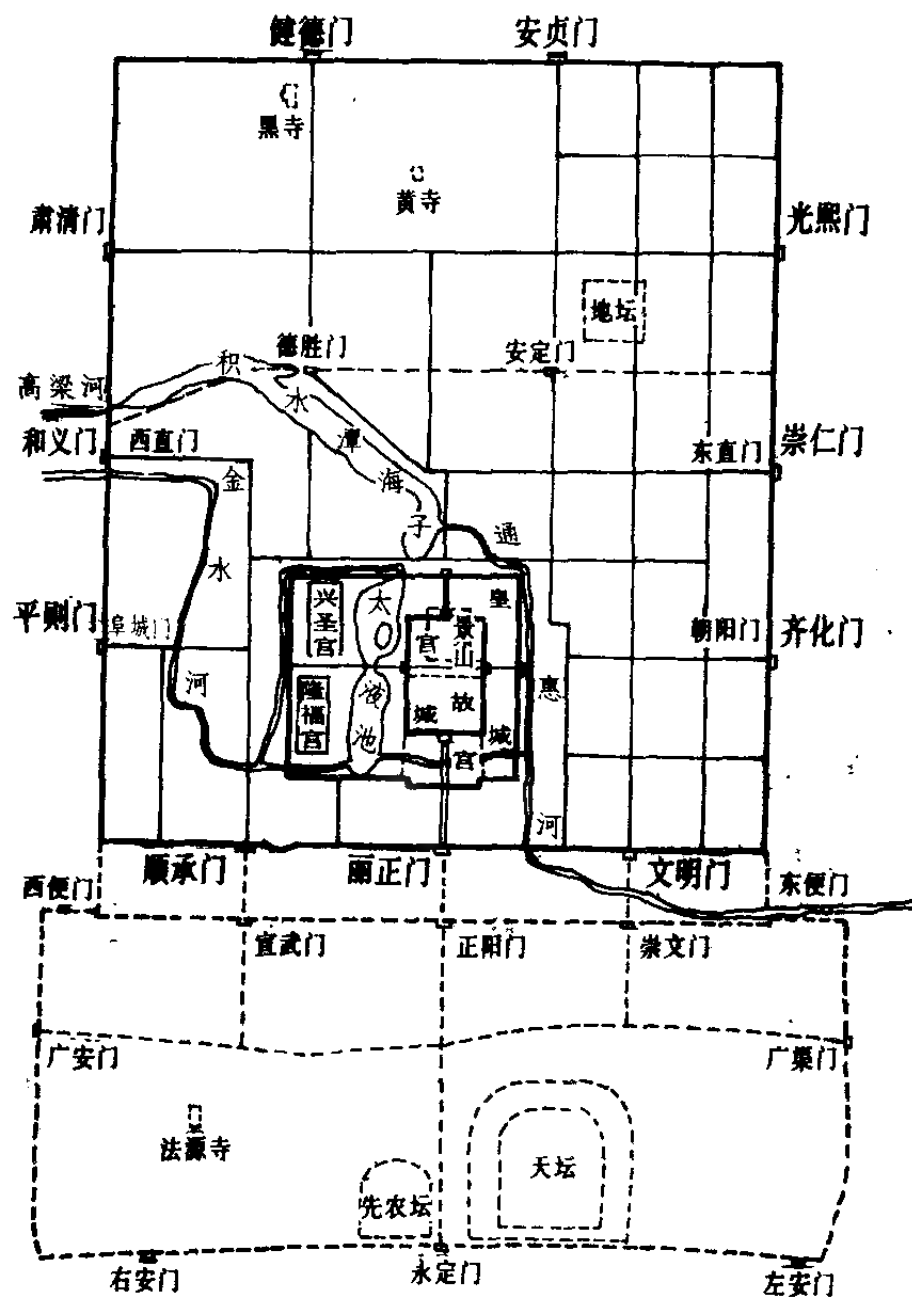 健德门
安贞门
黑寺
黄寺
肃清门
光熙门
地坛
德胜门
安定门
积水潭
海子
高梁河
和义门
西直门
东直门
崇仁门
金水河
通惠河
平则门
阜城门
兴圣宫
太液池
宫城
景山
皇城
朝阳门
齐化门
隆福宫
故宫
顺承门
丽正门
文明门
西便门
东便门
宣武门
正阳门
崇文门
广安门
广渠门
法源寺
先农坛
天坛
右安门
永定门
左安门